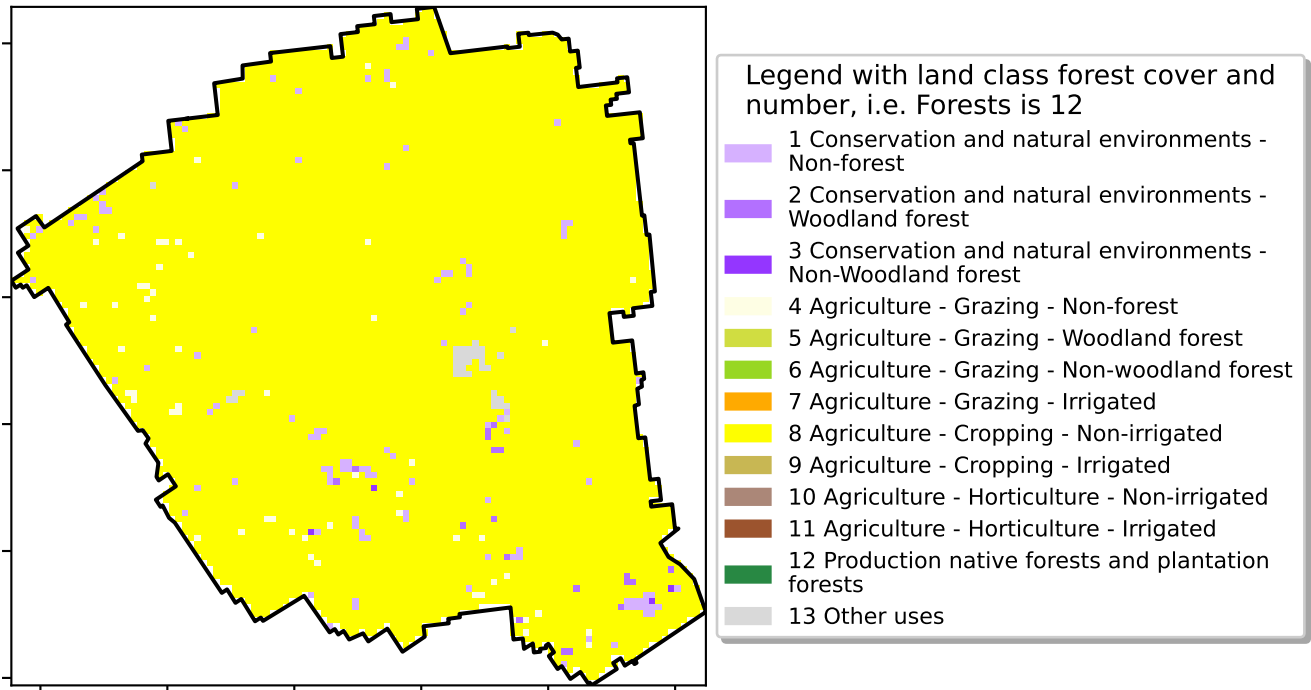 Legend with land class forest cover and
number, i.e. Forests is 12
1 Conservation and natural environments -
Non-forest
2 Conservation and natural environments -
Woodland forest
3 Conservation and natural environments -
Non-Woodland forest
4 Agriculture - Grazing - Non-forest
5 Agriculture - Grazing - Woodland forest
6 Agriculture - Grazing - Non-woodland forest
7 Agriculture - Grazing - Irrigated
8 Agriculture - Cropping - Non-irrigated
9 Agriculture - Cropping - Irrigated
10 Agriculture - Horticulture - Non-irrigated
11 Agriculture - Horticulture - Irrigated
12 Production native forests and plantation
forests
13 Other uses